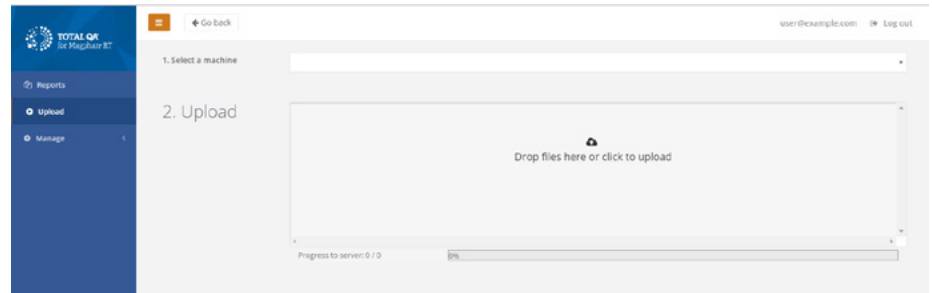 TOTAL QA
for Magphan RT
Go back
user@example.com Log out
1. Select a machine
Reports
Upload
Manage
2. Upload
Drop files here or click to upload
Progress to server: 0 / 0
0%